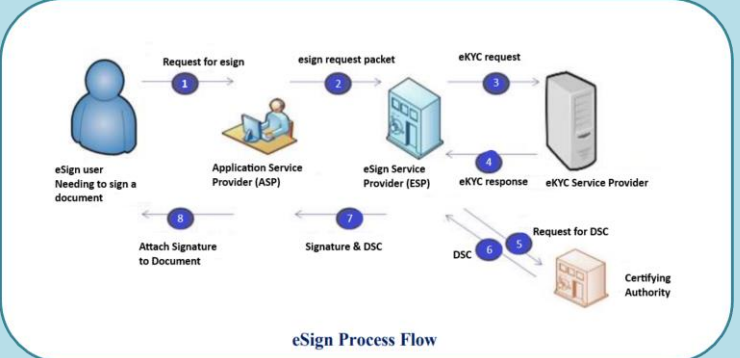 Request for esign
1
esign request packet
2
eKYC request
3
eSign user
Needing to sign a
document
Application Service
Provider (ASP)
eSign Service
Provider (ESP)
4
eKYC response
eKYC Service Provider
8
Attach Signature
to Document
7
Signature & DSC
Request for DSC
5
DSC
6
Certifying
Authority
eSign Process Flow